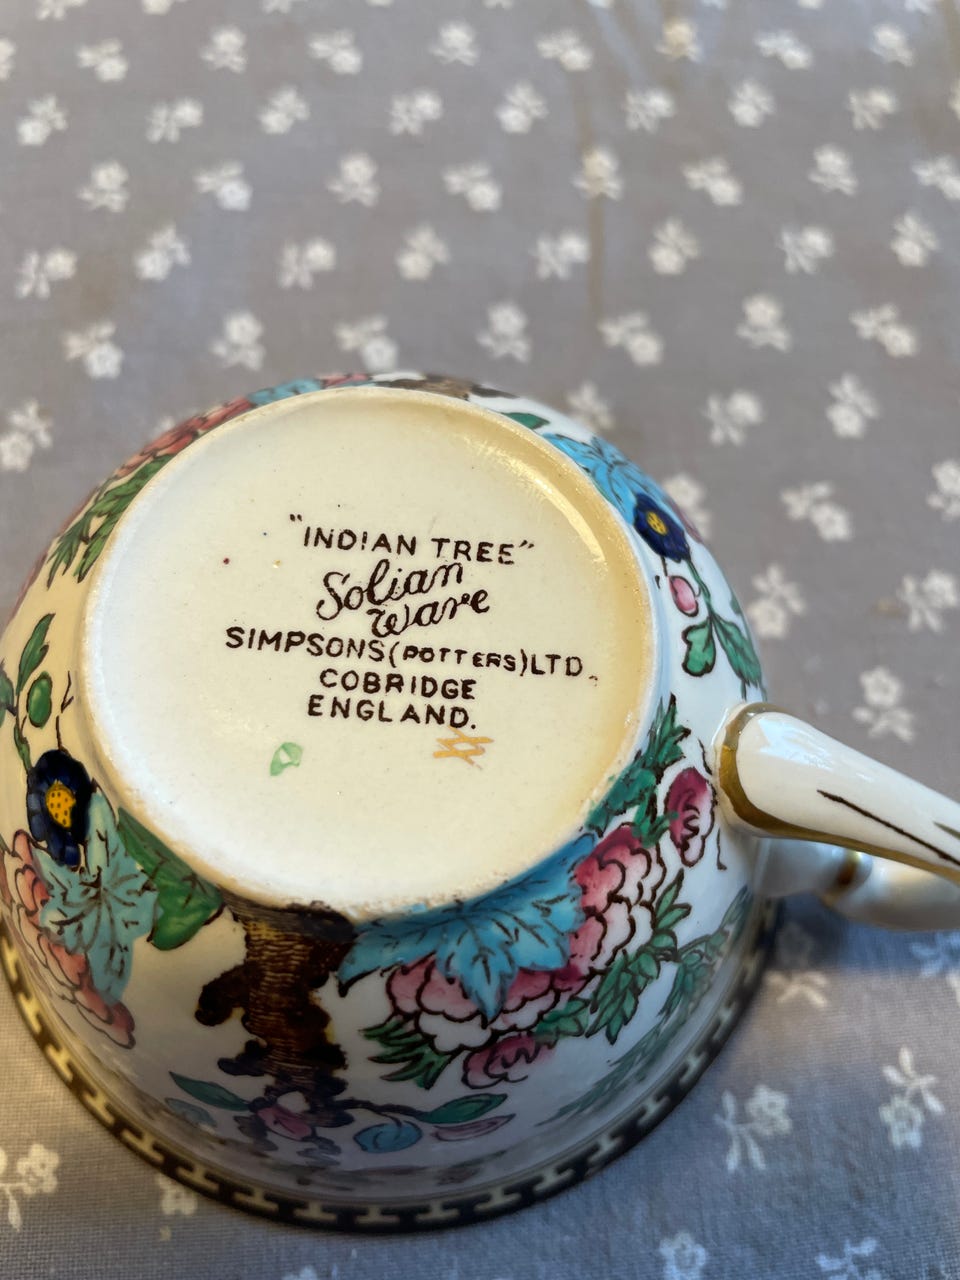 "INDIAN TREE"
Solian
Ware
SIMPSONS (POTTERS) LTD.
COBRIDGE
ENGLAND.